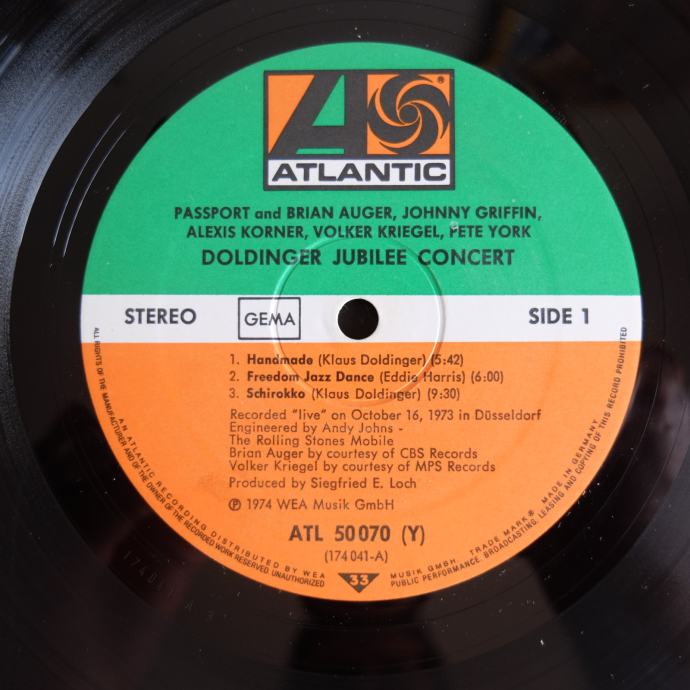 ATLANTIC
PASSPORT and BRIAN AUGER, JOHNNY GRIFFIN,
ALEXIS KORNER, VOLKER KRIEGEL, PETE YORK
DOLDINGER JUBILEE CONCERT
STEREO GEMA SIDE 1
1. Handmade (Klaus Doldinger) (5:42)
2. Freedom Jazz Dance (Eddie Harris) (6:00)
3. Schirokko (Klaus Doldinger) (9:30)
Recorded "live" on October 16, 1973 in Düsseldorf
Engineered by Andy Johns -
The Rolling Stones Mobile
Brian Auger by courtesy of CBS Records
Volker Kriegel by courtesy of MPS Records
Produced by Siegfried E. Loch
℗ 1974 WEA Musik GmbH
ATL 50070 (Y)
(174 041-A)
33
AN ATLANTIC RECORDING DISTRIBUTED BY WEA MUSIK GMBH TRADE MARK® MADE IN GERMANY
ALL RIGHTS OF THE MANUFACTURER AND OF THE OWNER OF THE RECORDED WORK RESERVED UNAUTHORIZED PUBLIC PERFORMANCE BROADCASTING, LEASING AND COPYING OF THIS RECORD PROHIBITED